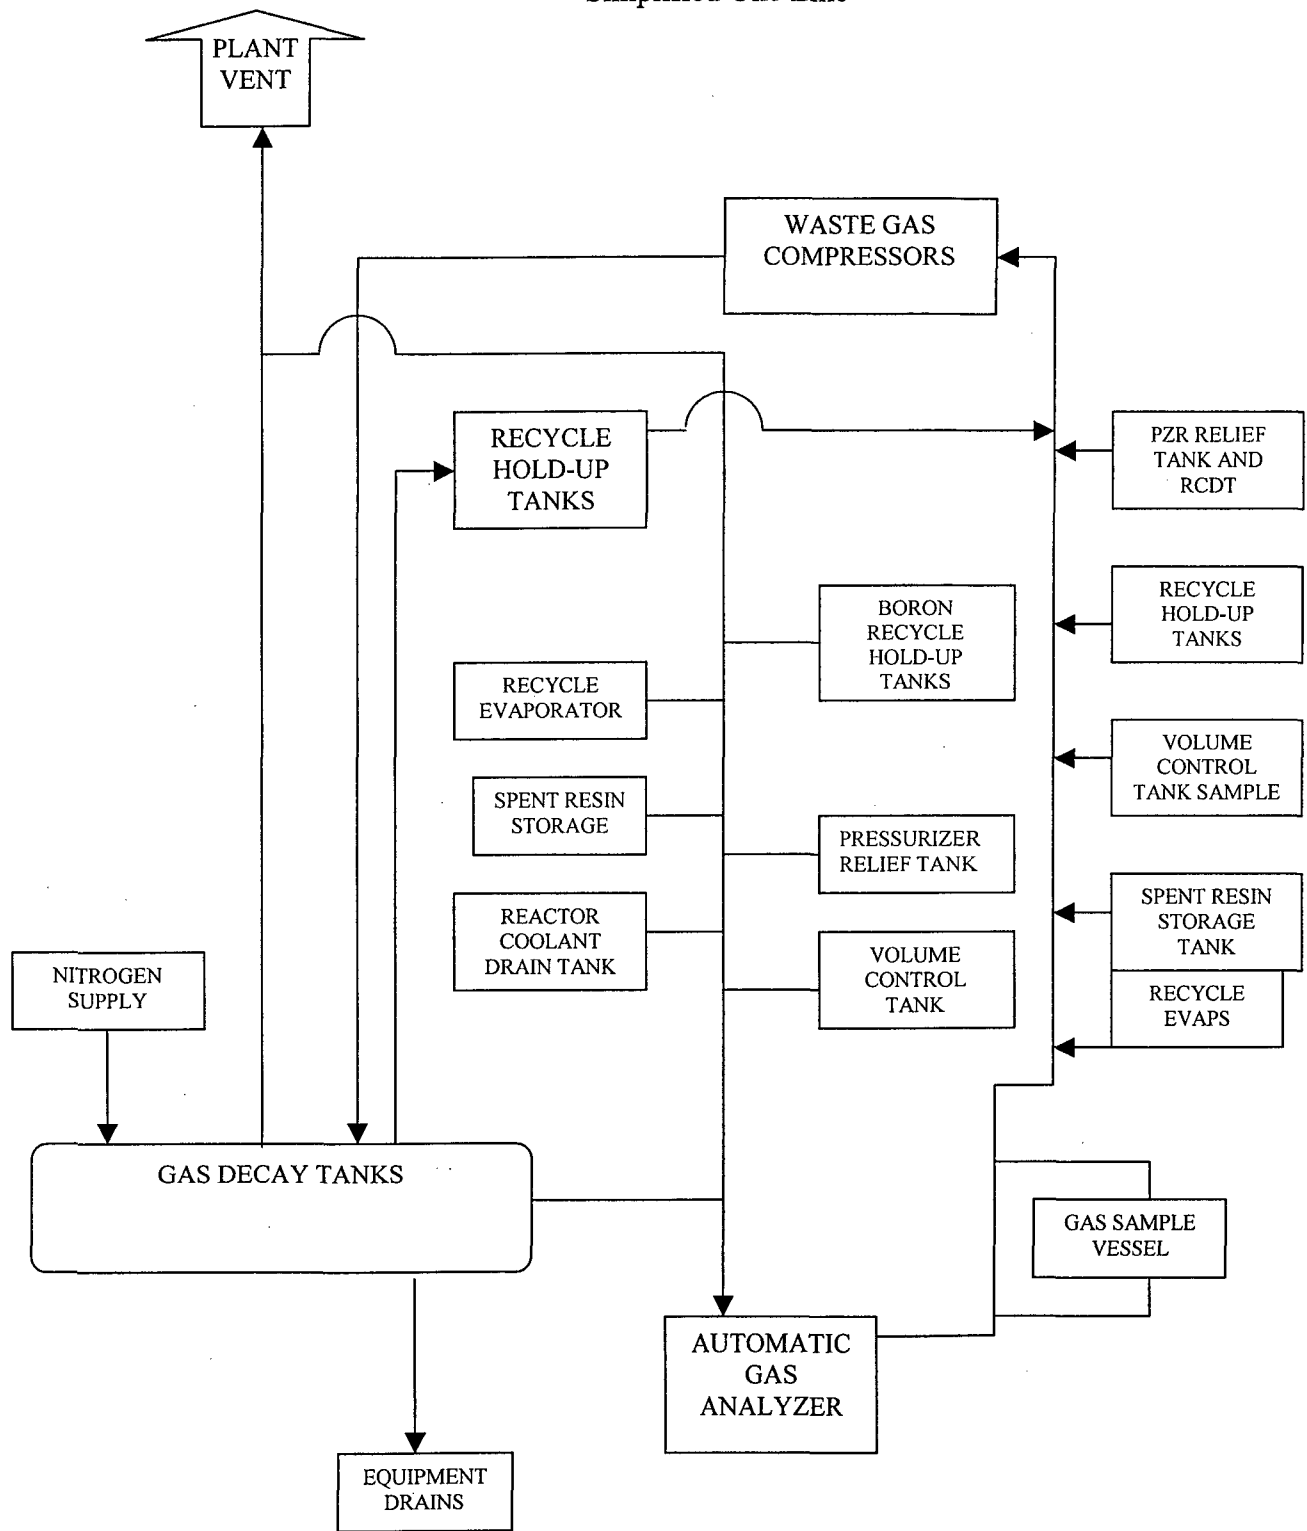 PLANT
VENT
WASTE GAS
COMPRESSORS
RECYCLE
HOLD-UP
TANKS
PZR RELIEF
TANK AND
RCDT
RECYCLE
HOLD-UP
TANKS
BORON
RECYCLE
HOLD-UP
TANKS
RECYCLE
EVAPORATOR
VOLUME
CONTROL
TANK SAMPLE
SPENT RESIN
STORAGE
PRESSURIZER
RELIEF TANK
SPENT RESIN
STORAGE
TANK
REACTOR
COOLANT
DRAIN TANK
VOLUME
CONTROL
TANK
RECYCLE
EVAPS
NITROGEN
SUPPLY
GAS DECAY TANKS
GAS SAMPLE
VESSEL
AUTOMATIC
GAS
ANALYZER
EQUIPMENT
DRAINS